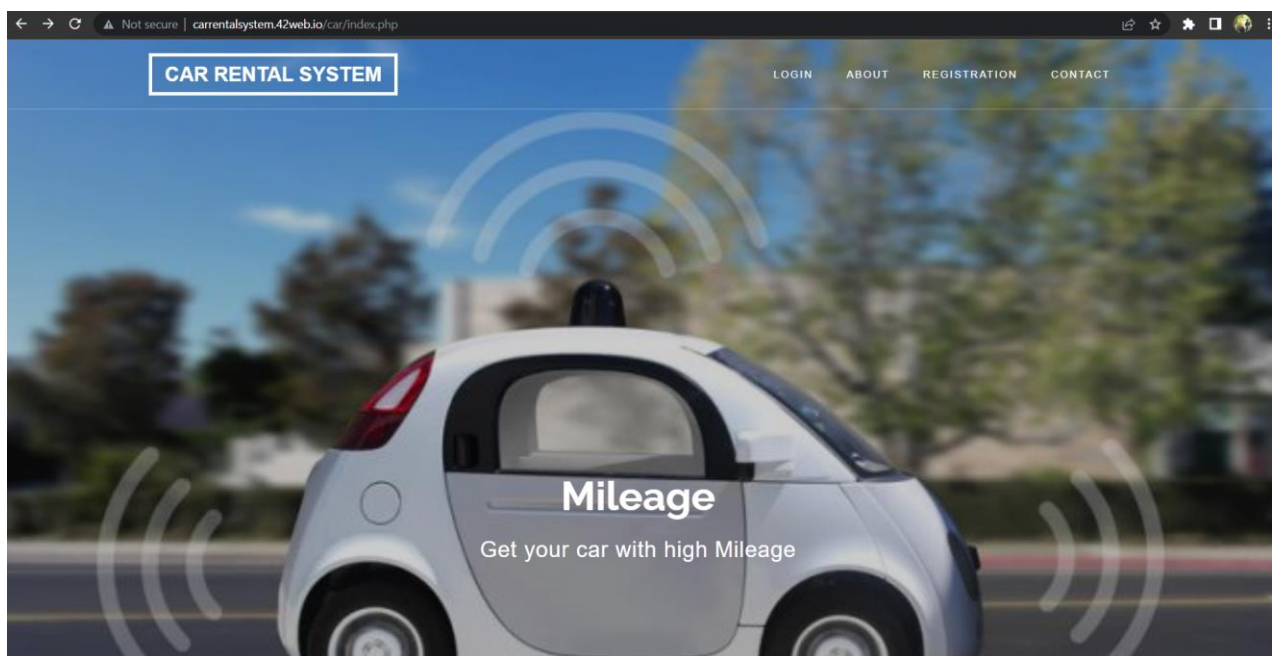 Not secure | carrentalsystem.42web.io/car/index.php
CAR RENTAL SYSTEM
LOGIN ABOUT REGISTRATION CONTACT
Mileage
Get your car with high Mileage